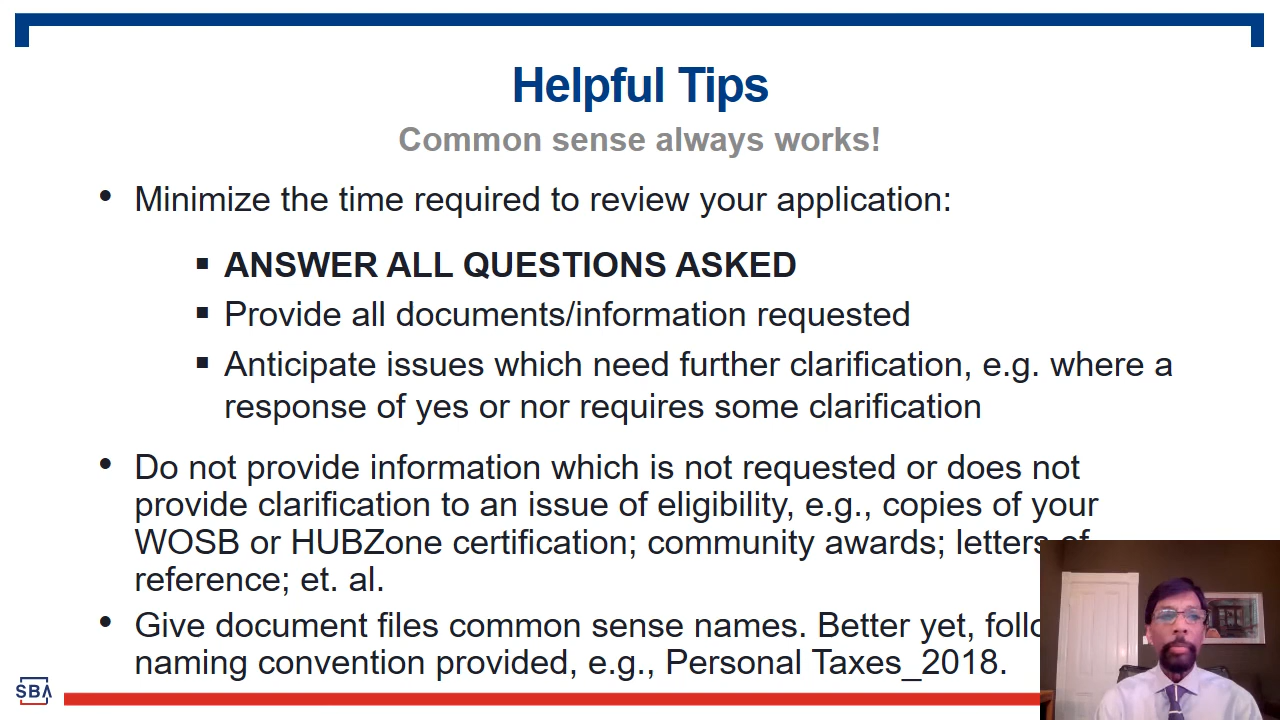 Helpful Tips
Common sense always works!
• Minimize the time required to review your application:
▪ ANSWER ALL QUESTIONS ASKED
▪ Provide all documents/information requested
▪ Anticipate issues which need further clarification, e.g. where a
response of yes or nor requires some clarification
• Do not provide information which is not requested or does not
provide clarification to an issue of eligibility, e.g., copies of your
WOSB or HUBZone certification; community awards; letters of
reference; et. al.
• Give document files common sense names. Better yet,
naming convention provided, e.g., Personal Taxes_2018.
SBA